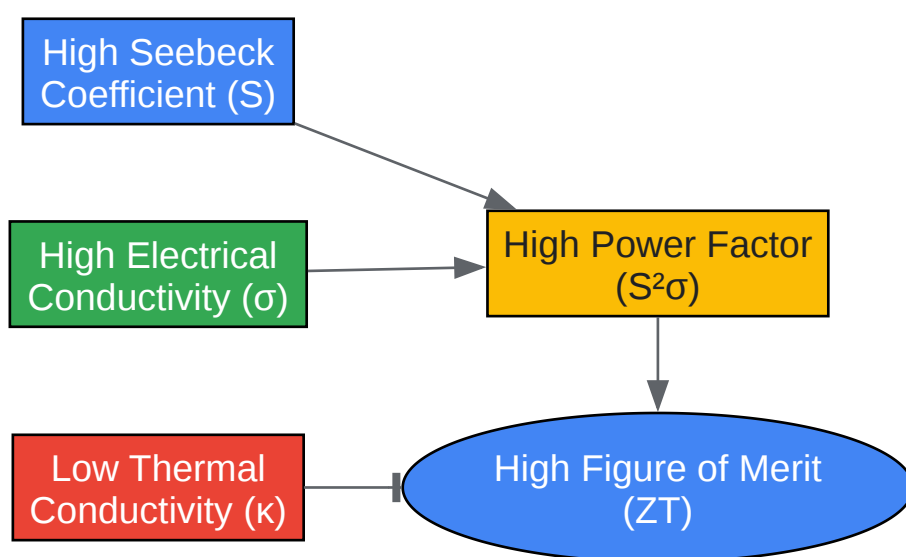 High Seebeck
Coefficient (S)
High Electrical
Conductivity (σ)
High Power Factor
(S²σ)
Low Thermal
Conductivity (κ)
High Figure of Merit
(ZT)